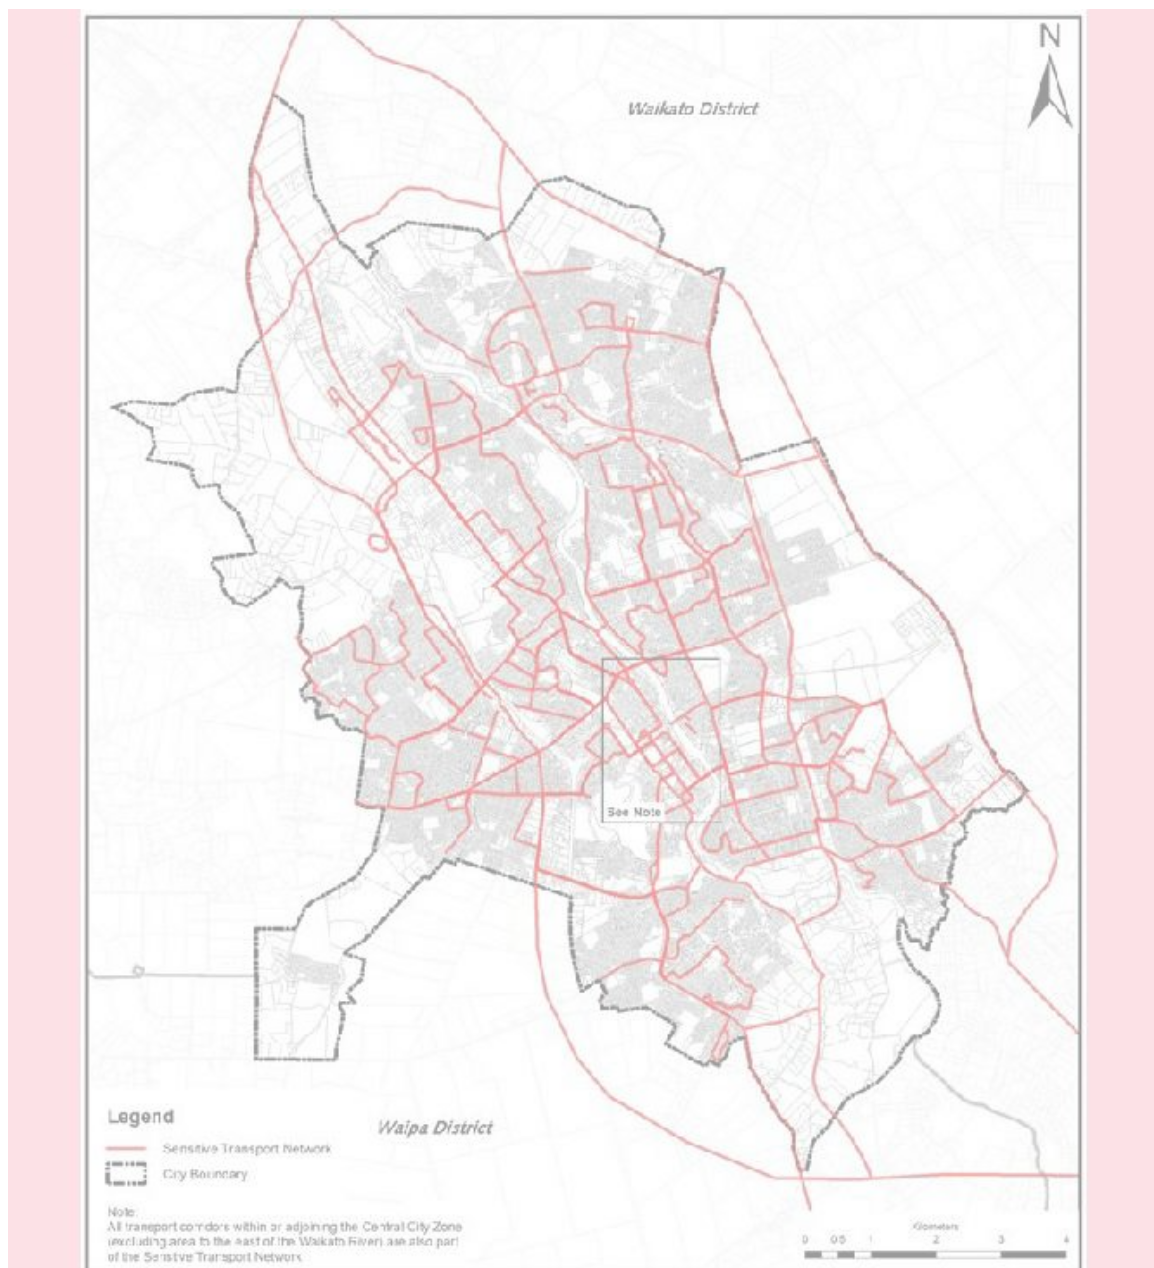 N
Waikato District
See Note
Legend
Waipa District
Sensitive Transport Network
City Boundary
Note:
All transport corridors within or adjoining the Central City Zone
(excluding area to the east of the Waikato River) are also part
of the Sensitive Transport Network
Kilometers
0 0.5 1 2 3 4